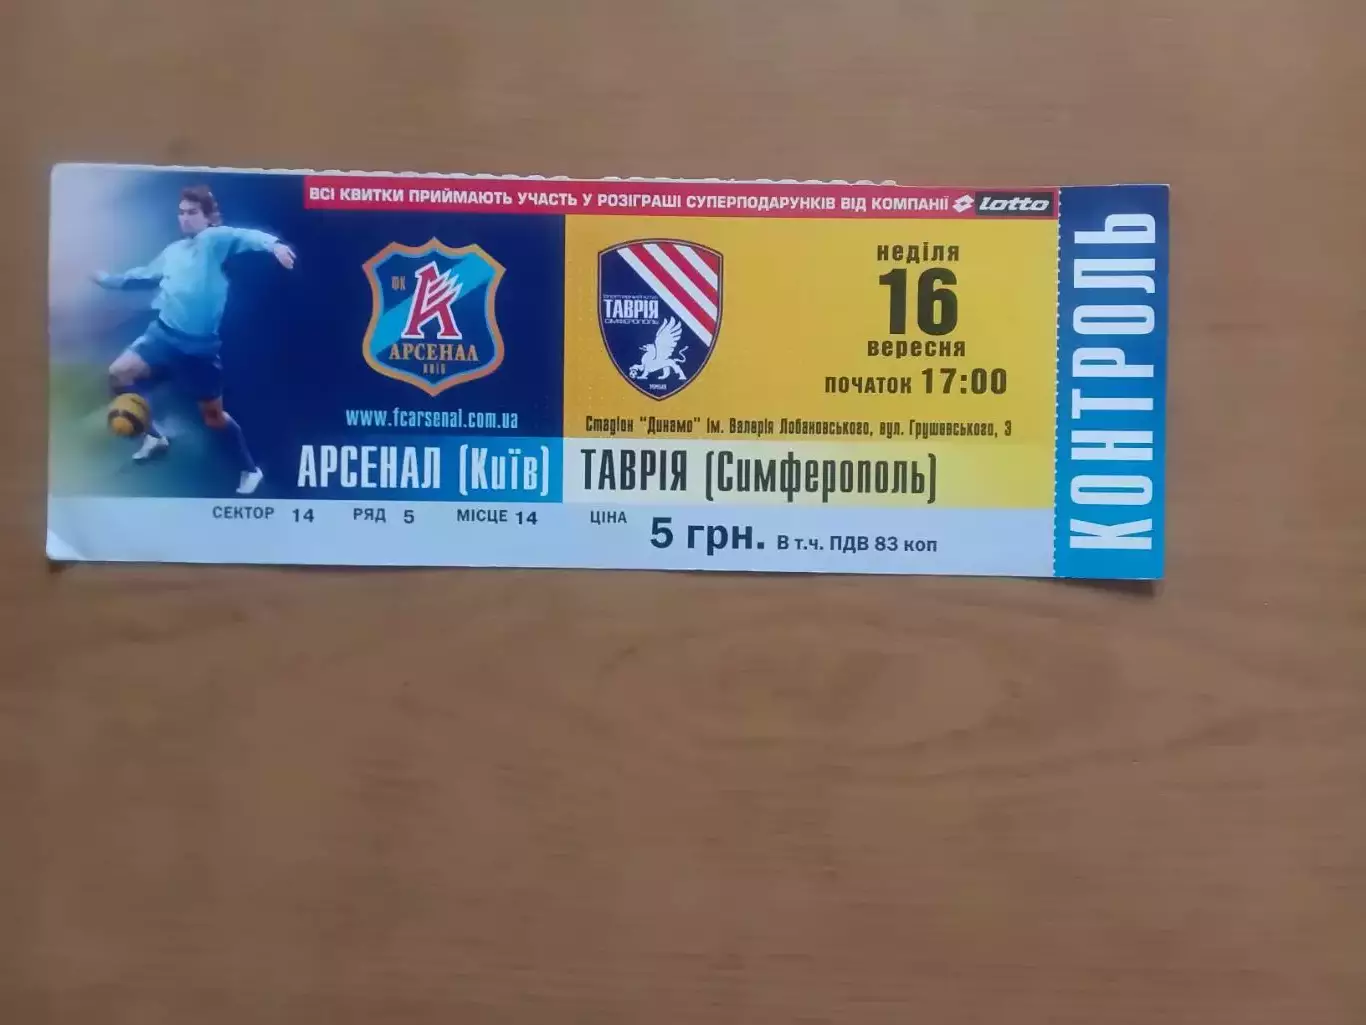 ВСІ КВИТКИ ПРИЙМАЮТЬ УЧАСТЬ У РОЗІГРАШІ СУПЕРПОДАРУНКІВ ВІД КОМПАНІЇ lotto
ФК
АРСЕНАЛ
КИЇВ
www.fcarsenal.com.ua
ТАВРІЯ
СІМФЕРОПОЛЬ
неділя
16
вересня
початок 17:00
Стадіон "Динамо" ім. Валерія Лобановського, вул. Грушевського, 3
АРСЕНАЛ (Київ)
ТАВРІЯ (Симферополь)
СЕКТОР 14 РЯД 5 МІСЦЕ 14 ЦІНА 5 грн. В т.ч. ПДВ 83 коп
КОНТРОЛЬ